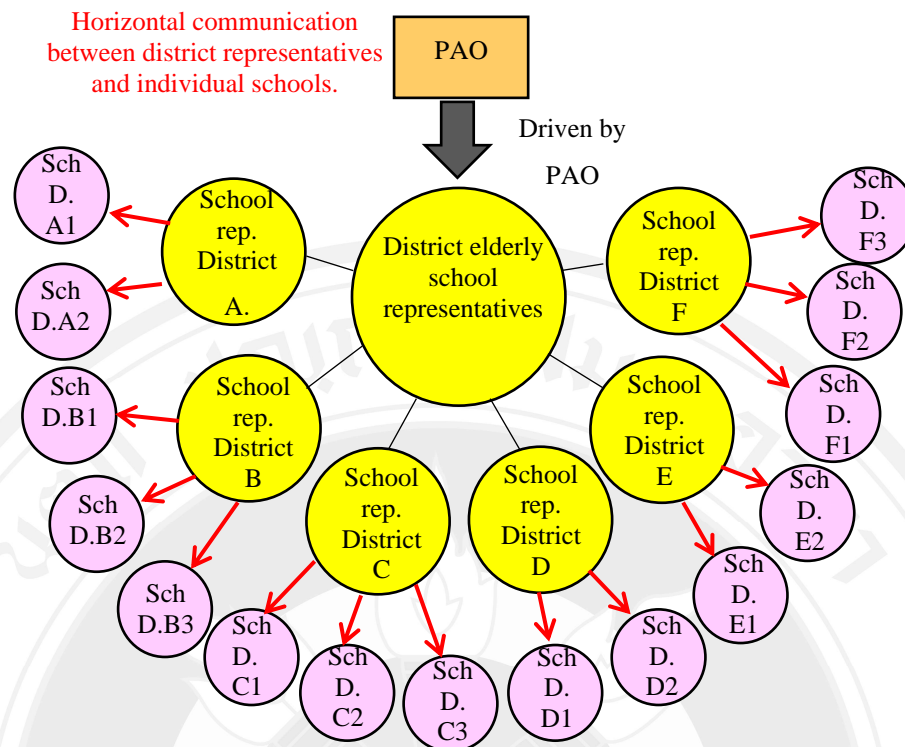 Horizontal communication
between district representatives
and individual schools.
PAO
Driven by
PAO
District elderly
school
representatives
School
rep.
District
A.
Sch
D.
A1
Sch
D.A2
School
rep.
District
B
Sch
D.B1
Sch
D.B2
Sch
D.B3
School
rep.
District
C
Sch
D.
C1
Sch
D.
C2
Sch
D.
C3
School
rep.
District
D
Sch
D.
D1
Sch
D.
D2
School
rep.
District
E
Sch
D.
E1
Sch
D.
E2
School
rep.
District
F
Sch
D.
F3
Sch
D.
F2
Sch
D.
F1